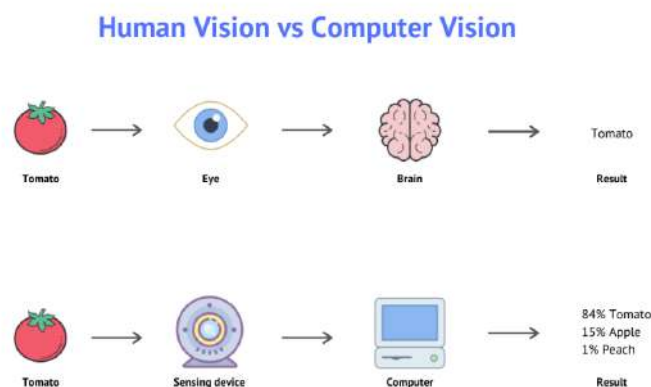 Human Vision vs Computer Vision
Tomato
Tomato
Eye
Brain
Result
84% Tomato
15% Apple
1% Peach
Tomato
Sensing device
Computer
Result